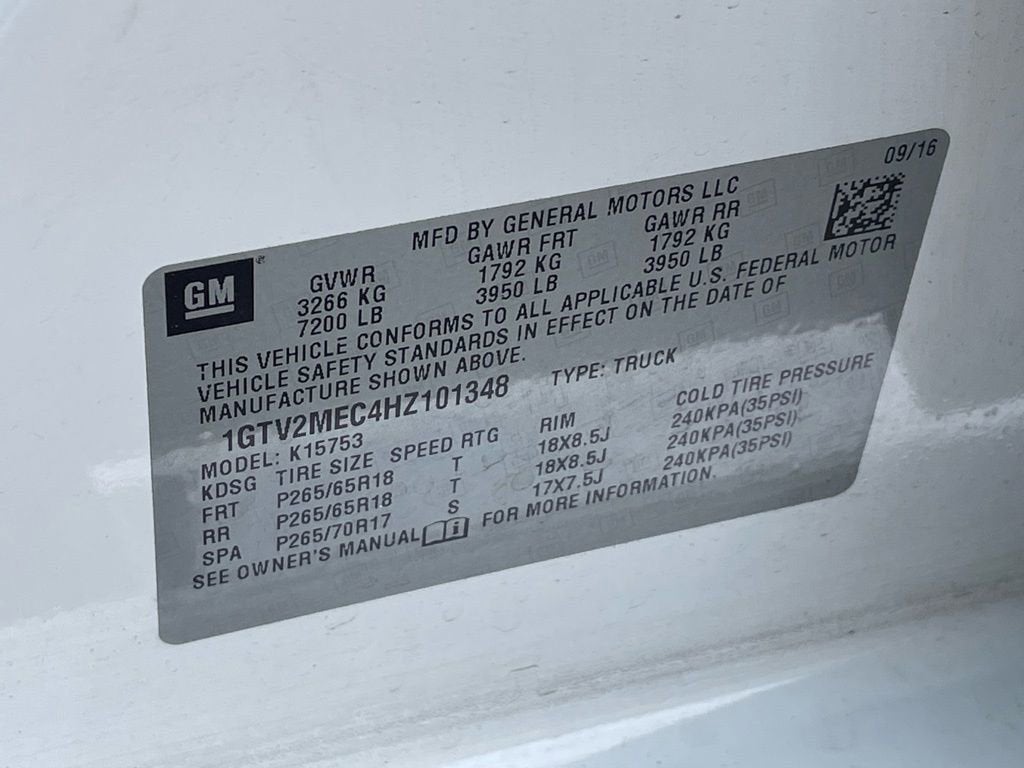 09/16
MFD BY GENERAL MOTORS LLC
GM
GVWR GAWR FRT GAWR RR
3266 KG 1792 KG 1792 KG
7200 LB 3950 LB 3950 LB
THIS VEHICLE CONFORMS TO ALL APPLICABLE U.S. FEDERAL MOTOR
VEHICLE SAFETY STANDARDS IN EFFECT ON THE DATE OF
MANUFACTURE SHOWN ABOVE.
1GTV2MEC4HZ101348 TYPE: TRUCK
MODEL: K15753
KDSG TIRE SIZE SPEED RTG RIM COLD TIRE PRESSURE
FRT P265/65R18 T 18X8.5J 240KPA(35PSI)
RR P265/65R18 T 18X8.5J 240KPA(35PSI)
SPA P265/70R17 S 17X7.5J 240KPA(35PSI)
SEE OWNER'S MANUAL FOR MORE INFORMATION.